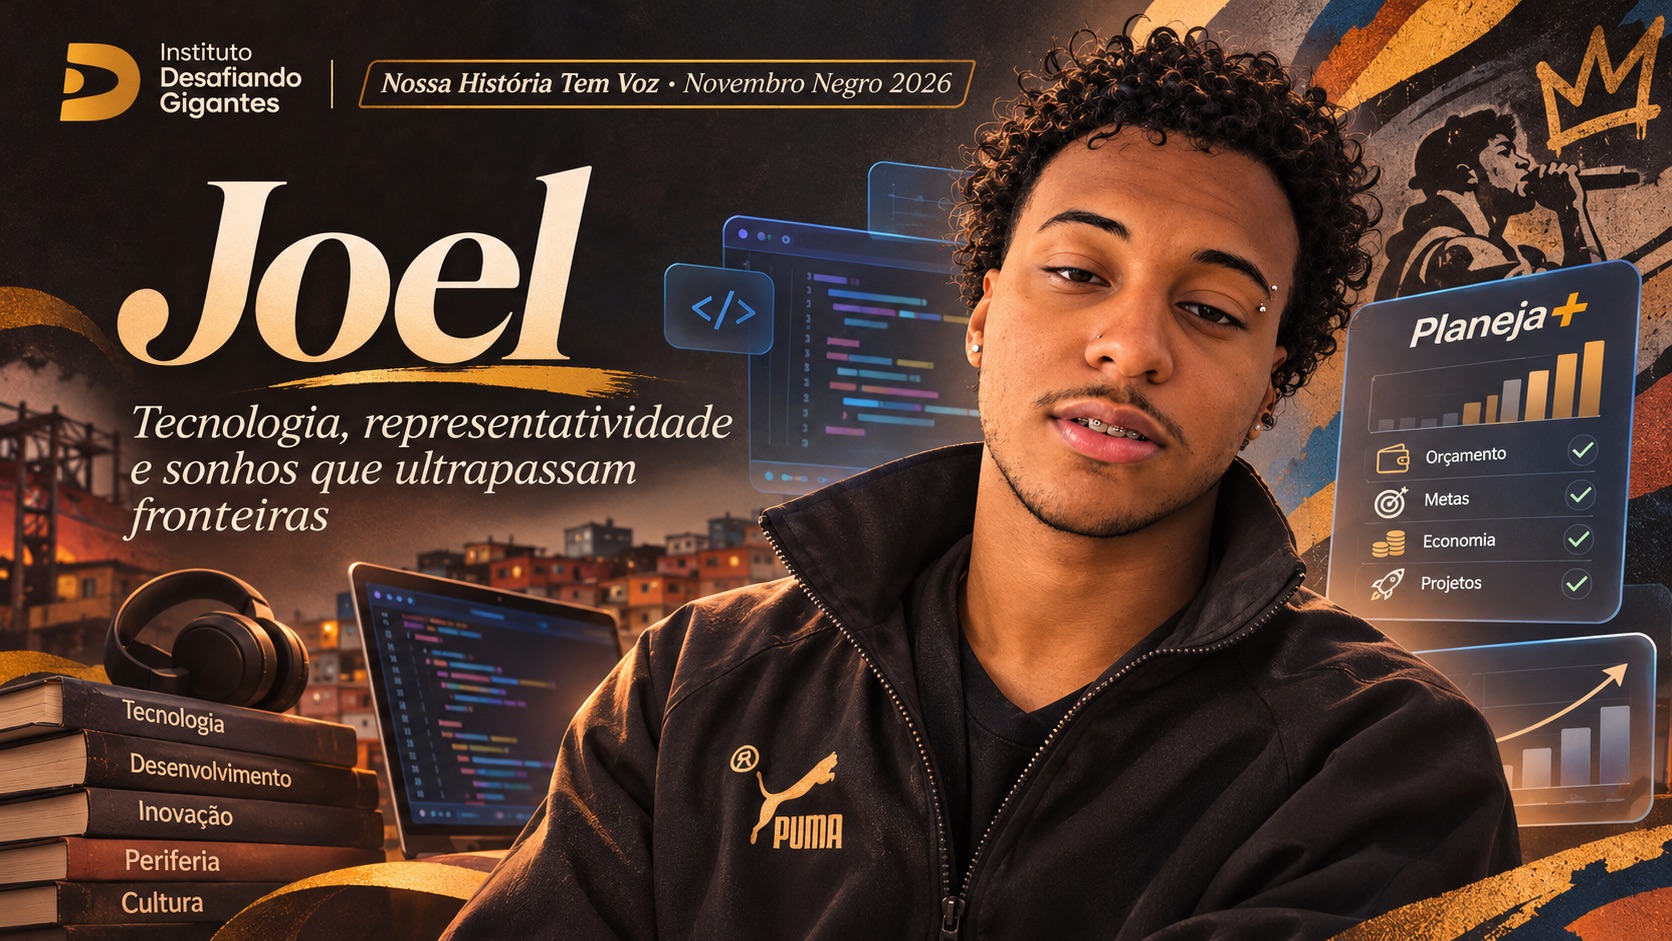 Instituto
Desafiando
Gigantes
Nossa História Tem Voz • Novembro Negro 2026
Joel
Tecnologia, representatividade
e sonhos que ultrapassam
fronteiras
</>
Planeja+
Orçamento
Metas
Economia
Projetos
Tecnologia
Desenvolvimento
Inovação
Periferia
Cultura
®
PUMA